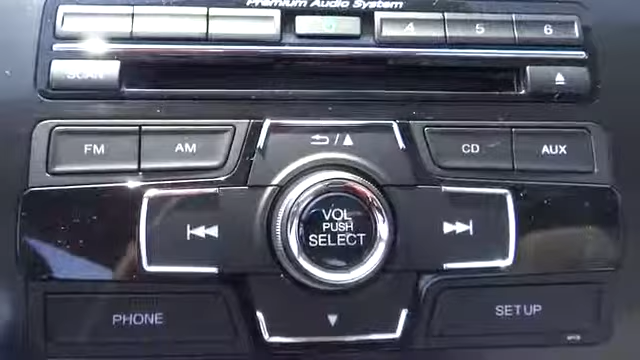 Premium Audio System
4 5 6
SCAN
FM AM CD AUX
VOL
PUSH
SELECT
PHONE SETUP